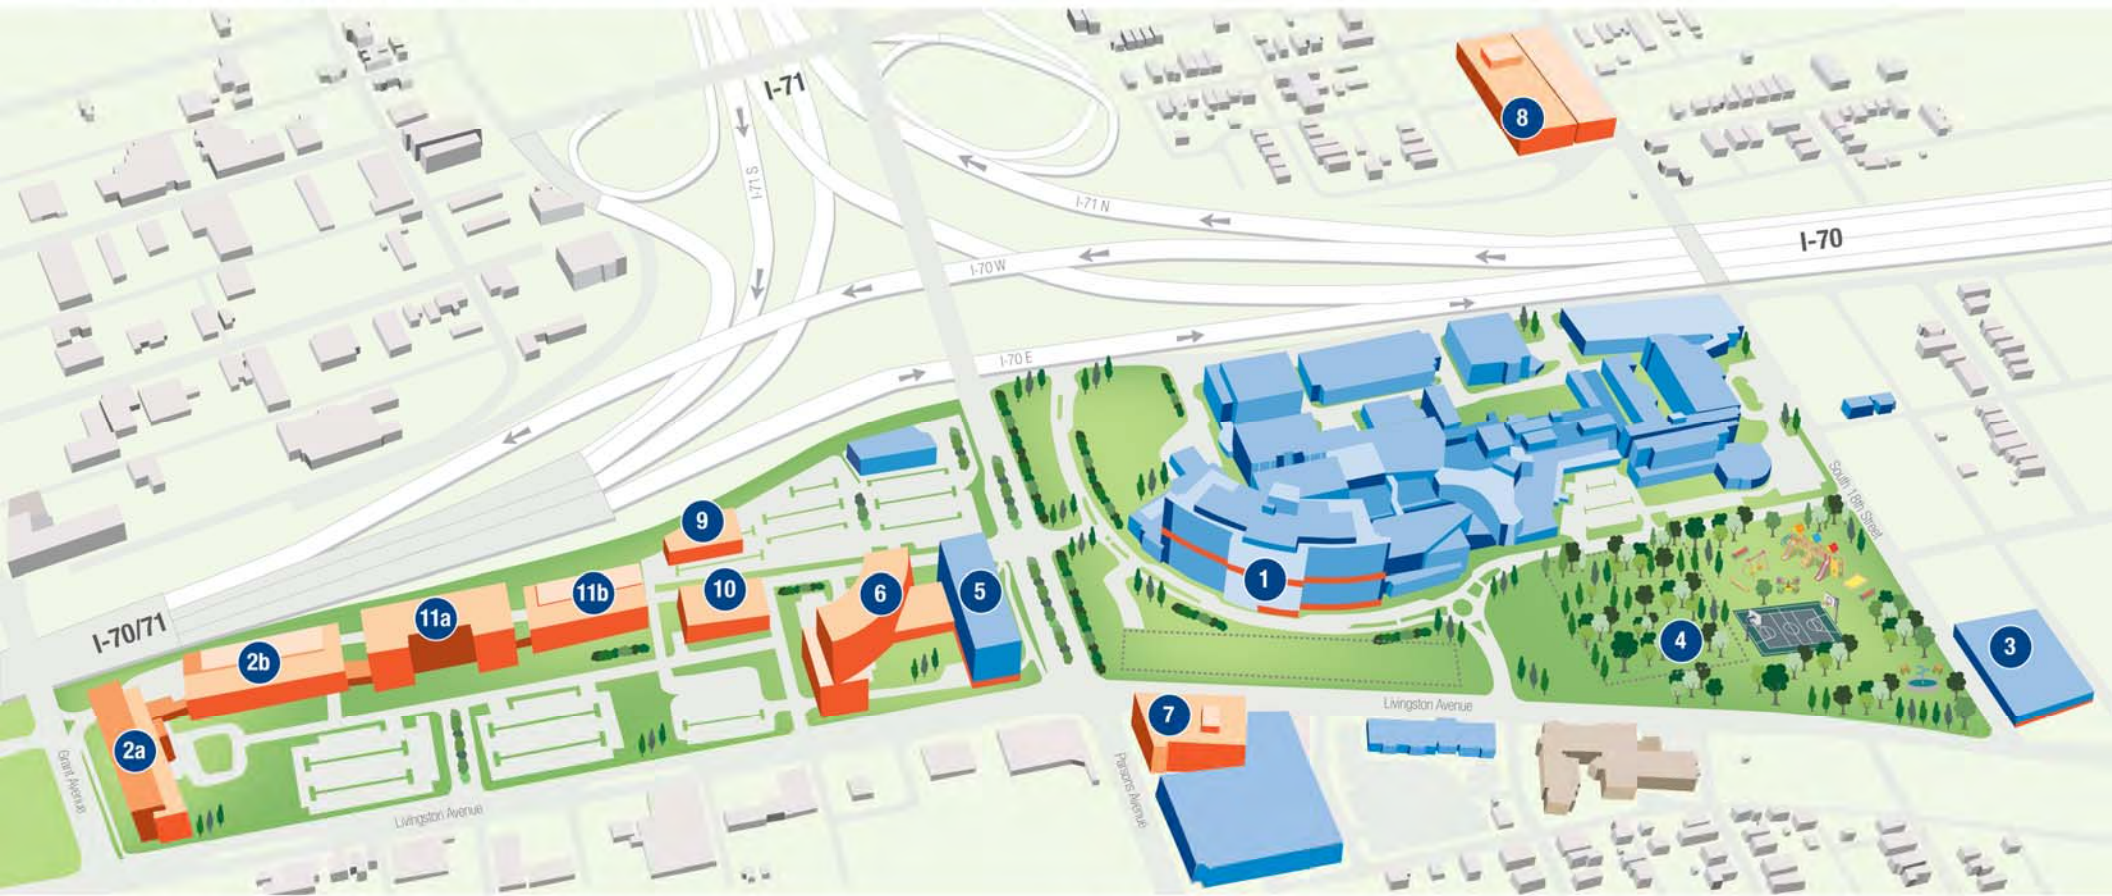 I-71
8
I-71 S
I-71 N
I-70
I-70 W
I-70 E
South 18th Street
9
11b
10
6
5
1
11a
I-70/71
2b
4
3
2a
7
Livingston Avenue
Grant Avenue
Parsons Avenue
Livingston Avenue